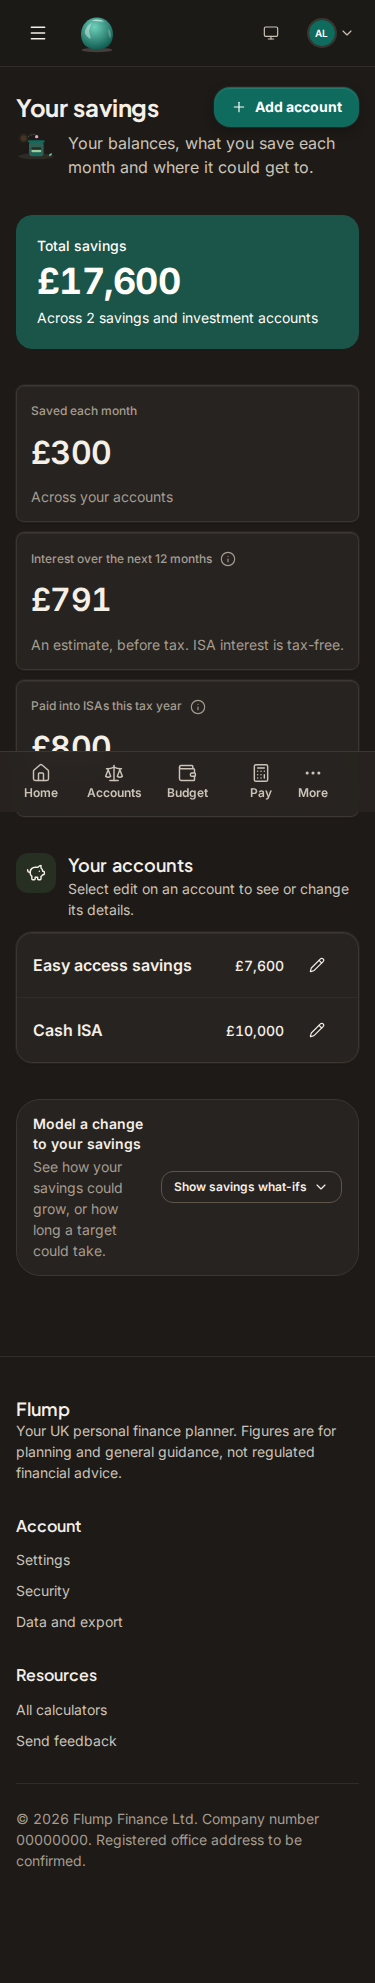 AL
Your savings
Add account
Your balances, what you save each
month and where it could get to.
Total savings
£17,600
Across 2 savings and investment accounts
Saved each month
£300
Across your accounts
Interest over the next 12 months
£791
An estimate, before tax. ISA interest is tax-free.
Paid into ISAs this tax year
£800
Home
Accounts
Budget
Pay
More
Your accounts
Select edit on an account to see or change
its details.
Easy access savings
£7,600
Cash ISA
£10,000
Model a change
to your savings
See how your
savings could
grow, or how
long a target
could take.
Show savings what-ifs
Flump
Your UK personal finance planner. Figures are for
planning and general guidance, not regulated
financial advice.
Account
Settings
Security
Data and export
Resources
All calculators
Send feedback
© 2026 Flump Finance Ltd. Company number
00000000. Registered office address to be
confirmed.